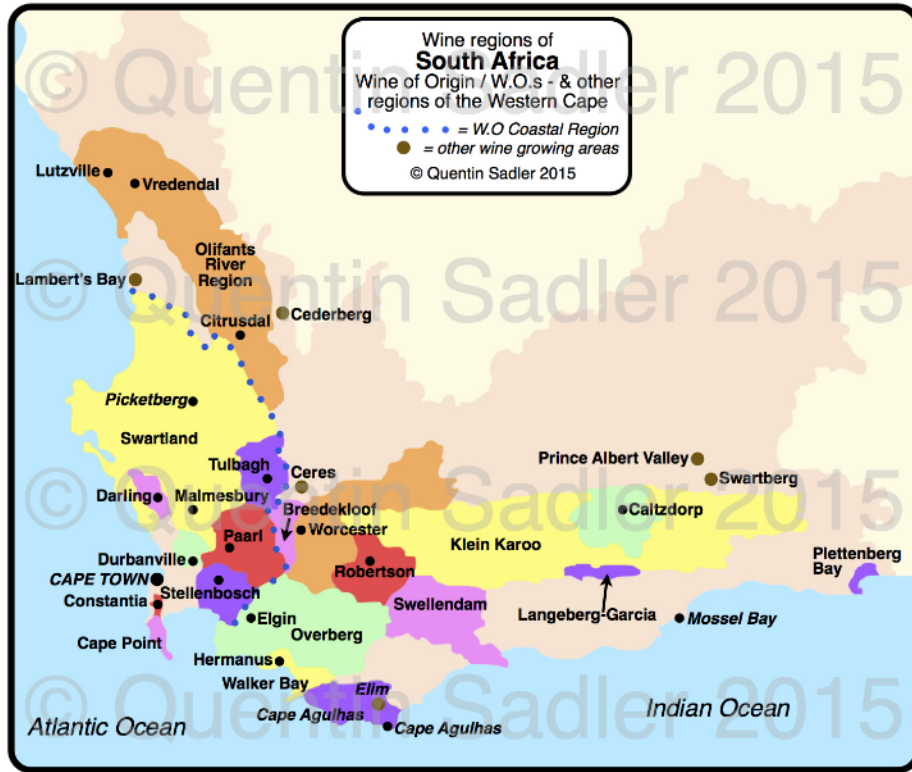 Wine regions of
South Africa
Wine of Origin / W.O.s - & other
regions of the Western Cape
= W.O Coastal Region
= other wine growing areas
© Quentin Sadler 2015
© Quentin Sadler 2015
Lutzville
Vredendal
Olifants
River
Region
Lambert's Bay
© Quentin Sadler 2015
Cederberg
Citrusdal
Picketberg
Swartland
Tulbagh
Ceres
Prince Albert Valley
Swartberg
Darling
Malmesbury
© Quentin Sadler 2015
Breedekloof
Worcester
Calitzdorp
Paarl
Klein Karoo
Durbanville
Robertson
Plettenberg
Bay
CAPE TOWN
Stellenbosch
Constantia
Swellendam
Langeberg-Garcia
Elgin
Mossel Bay
Overberg
Cape Point
Hermanus
Walker Bay
Elim
© Quentin Sadler 2015
Cape Agulhas
Cape Agulhas
Atlantic Ocean
Indian Ocean